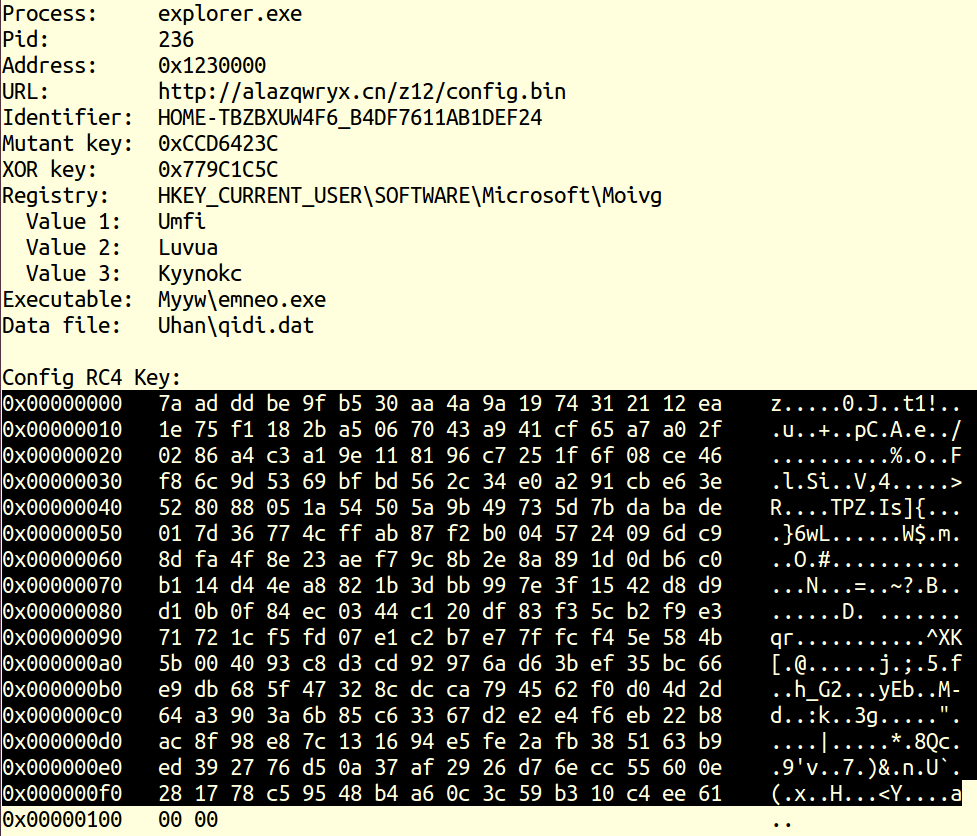 Process:     explorer.exe
Pid:         236
Address:     0x1230000
URL:         http://alazqwryx.cn/z12/config.bin
Identifier:  HOME-TBZBXUW4F6_B4DF7611AB1DEF24
Mutant key:  0xCCD6423C
XOR key:     0x779C1C5C
Registry:    HKEY_CURRENT_USER\SOFTWARE\Microsoft\Moivg
  Value 1:   Umfi
  Value 2:   Luvua
  Value 3:   Kyynokc
Executable:  Myyw\emneo.exe
Data file:   Uhan\qidi.dat

Config RC4 Key:
0x00000000   7a ad dd be 9f b5 30 aa 4a 9a 19 74 31 21 12 ea    z.....0.J..t1!..
0x00000010   1e 75 f1 18 2b a5 06 70 43 a9 41 cf 65 a7 a0 2f    .u..+..pC.A.e../
0x00000020   02 86 a4 c3 a1 9e 11 81 96 c7 25 1f 6f 08 ce 46    ..........%.o..F
0x00000030   f8 6c 9d 53 69 bf bd 56 2c 34 e0 a2 91 cb e6 3e    .l.Si..V,4.....>
0x00000040   52 80 88 05 1a 54 50 5a 9b 49 73 5d 7b da ba de    R....TPZ.Is]{...
0x00000050   01 7d 36 77 4c ff ab 87 f2 b0 04 57 24 09 6d c9    .}6wL......W$.m.
0x00000060   8d fa 4f 8e 23 ae f7 9c 8b 2e 8a 89 1d 0d b6 c0    ..O.#...........
0x00000070   b1 14 d4 4e a8 82 1b 3d bb 99 7e 3f 15 42 d8 d9    ...N...=..~?.B..
0x00000080   d1 0b 0f 84 ec 03 44 c1 20 df 83 f3 5c b2 f9 e3    ......D. .......
0x00000090   71 72 1c f5 fd 07 e1 c2 b7 e7 7f fc f4 5e 58 4b    qr...........^XK
0x000000a0   5b 00 40 93 c8 d3 cd 92 97 6a d6 3b ef 35 bc 66    [.@......j.;.5.f
0x000000b0   e9 db 68 5f 47 32 8c dc ca 79 45 62 f0 d0 4d 2d    ..h_G2...yEb..M-
0x000000c0   64 a3 90 3a 6b 85 c6 33 67 d2 e2 e4 f6 eb 22 b8    d..:k..3g.....".
0x000000d0   ac 8f 98 e8 7c 13 16 94 e5 fe 2a fb 38 51 63 b9    ....|.....*.8Qc.
0x000000e0   ed 39 27 76 d5 0a 37 af 29 26 d7 6e cc 55 60 0e    .9'v..7.)&.n.U`.
0x000000f0   28 17 78 c5 95 48 b4 a6 0c 3c 59 b3 10 c4 ee 61    (.x..H...<Y....a
0x00000100   00 00                                              ..